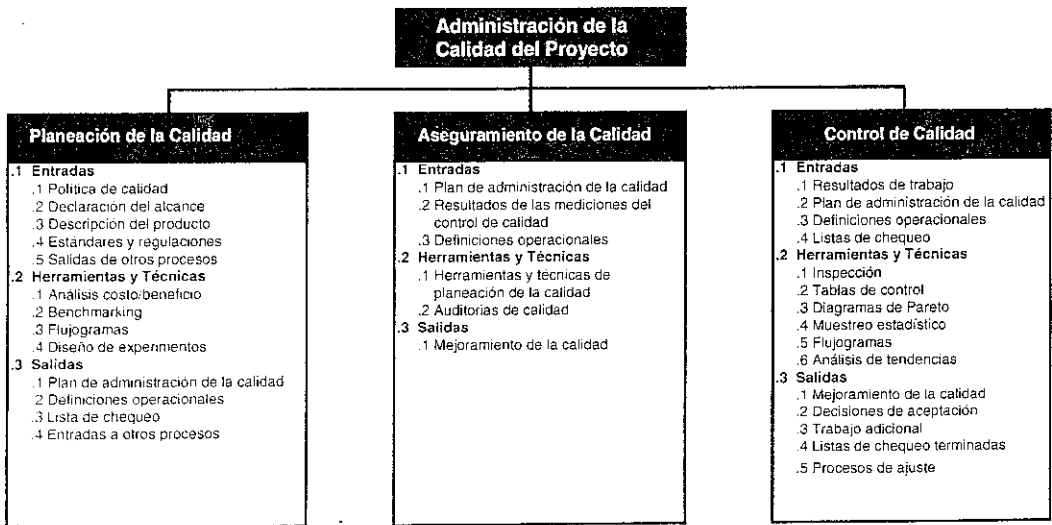 Administración de la
Calidad del Proyecto
Planeación de la Calidad
.1 Entradas
.1 Política de calidad
.2 Declaración del alcance
.3 Descripción del producto
.4 Estándares y regulaciones
.5 Salidas de otros procesos
.2 Herramientas y Técnicas
.1 Análisis costo/beneficio
.2 Benchmarking
.3 Flujogramas
.4 Diseño de experimentos
.3 Salidas
.1 Plan de administración de la calidad
2 Definiciones operacionales
.3 Lista de chequeo
.4 Entradas a otros procesos
Aseguramiento de la Calidad
.1 Entradas
.1 Plan de administración de la calidad
.2 Resultados de las mediciones del
control de calidad
.3 Definiciones operacionales
.2 Herramientas y Técnicas
.1 Herramientas y técnicas de
planeación de la calidad
.2 Auditorias de calidad
.3 Salidas
.1 Mejoramiento de la calidad
Control de Calidad
.1 Entradas
.1 Resultados de trabajo
.2 Plan de administración de la calidad
.3 Definiciones operacionales
.4 Listas de chequeo
.2 Herramientas y Técnicas
.1 Inspección
.2 Tablas de control
.3 Diagramas de Pareto
.4 Muestreo estadístico
.5 Flujogramas
.6 Análisis de tendencias
.3 Salidas
.1 Mejoramiento de la calidad
.2 Decisiones de aceptación
.3 Trabajo adicional
.4 Listas de chequeo terminadas
.5 Procesos de ajuste